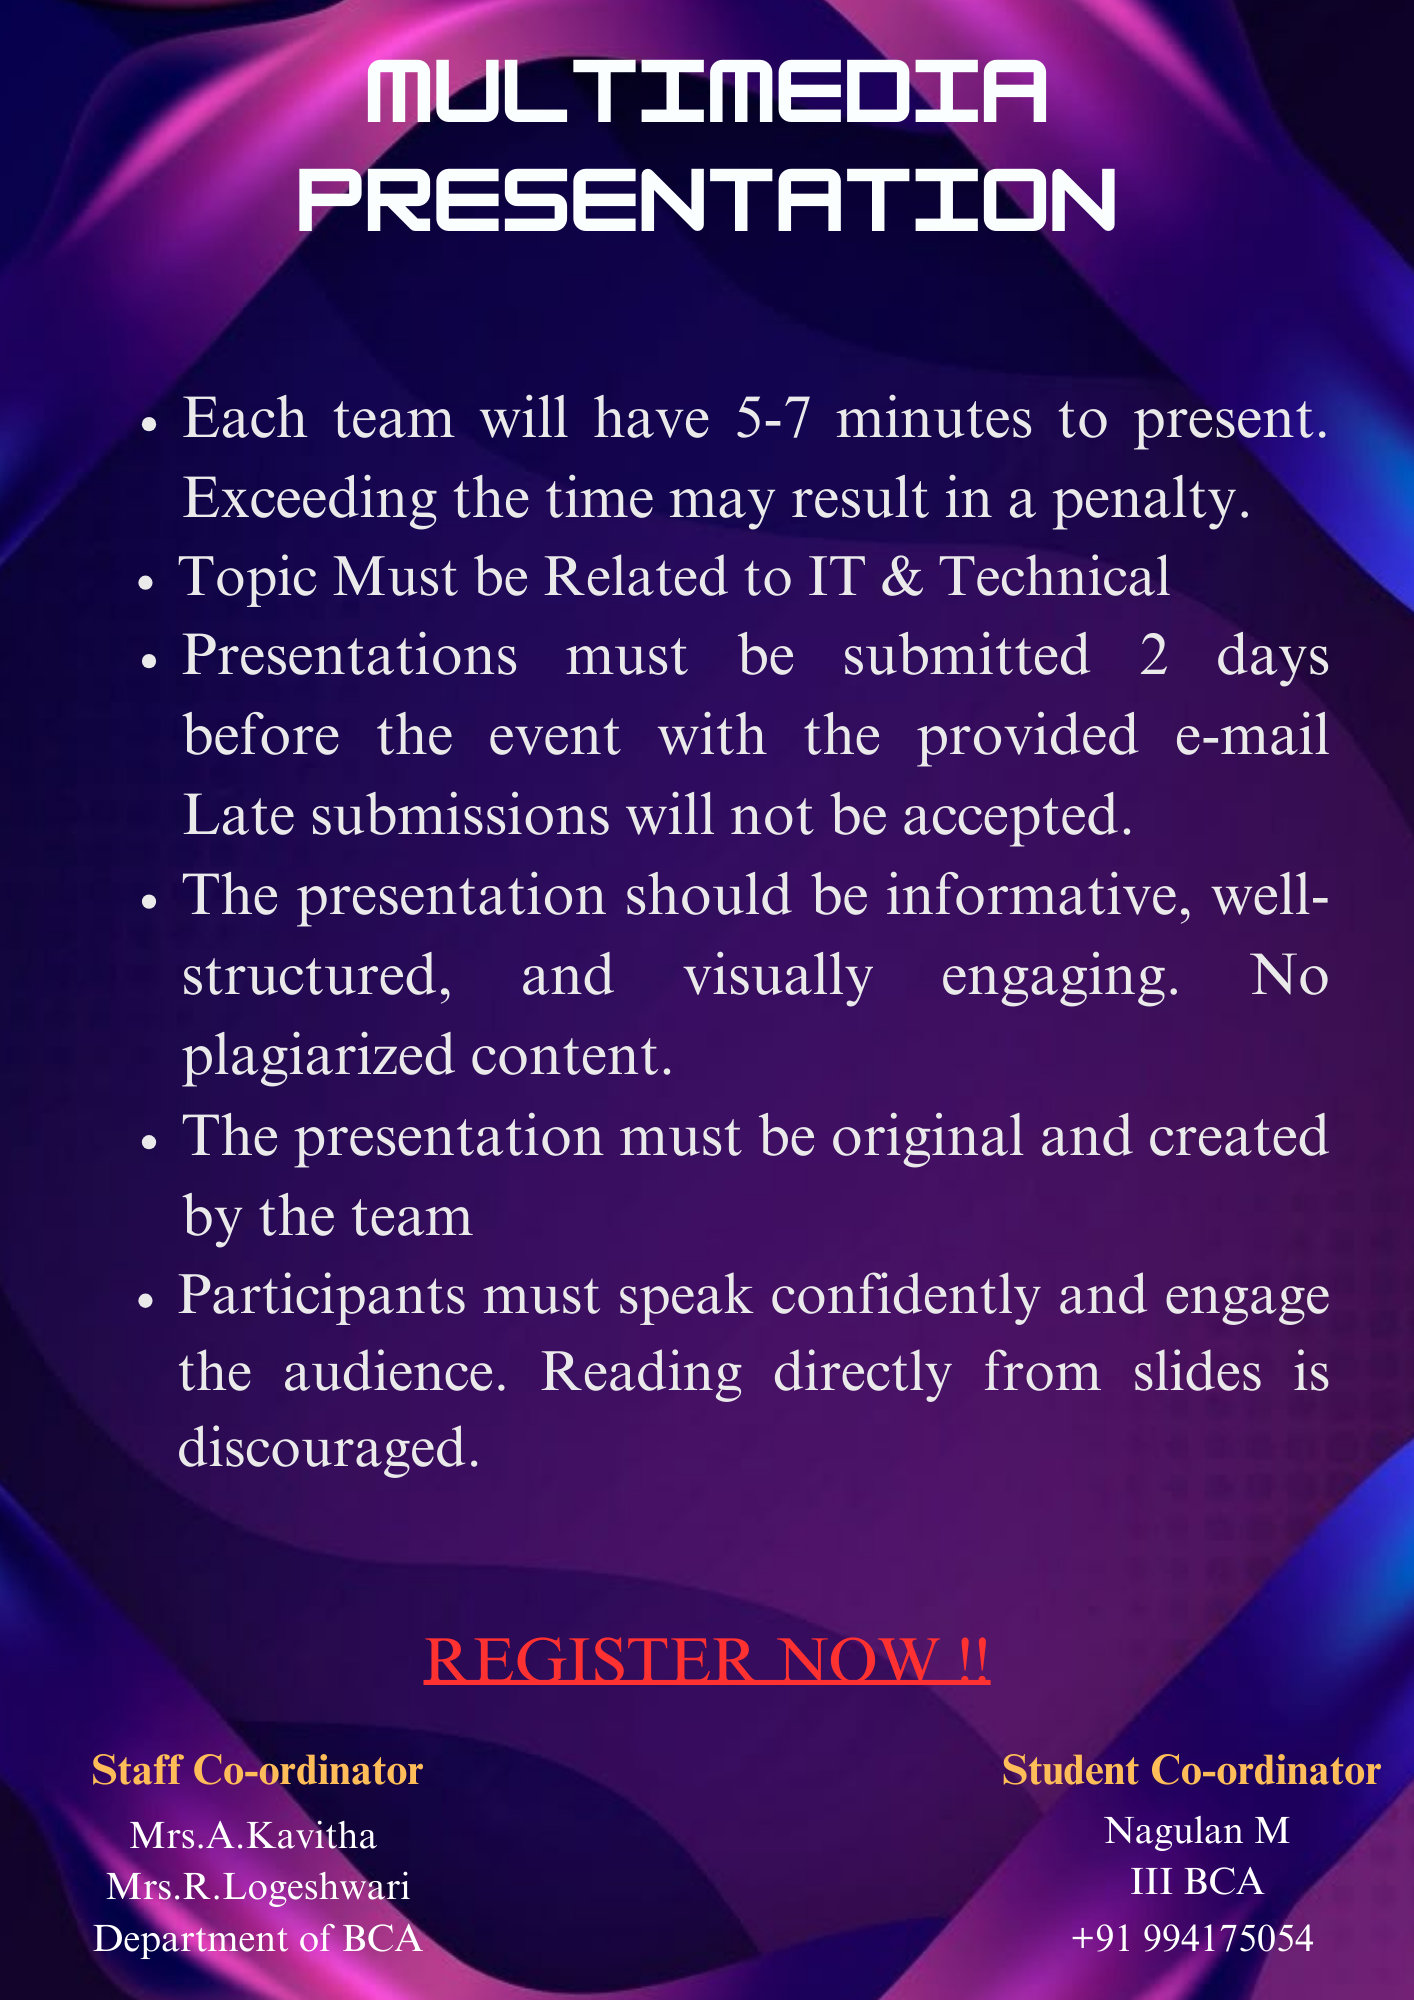 MULTIMEDIA
PRESENTATION
• Each team will have 5-7 minutes to present.
Exceeding the time may result in a penalty.
• Topic Must be Related to IT & Technical
• Presentations must be submitted 2 days
before the event with the provided e-mail
Late submissions will not be accepted.
• The presentation should be informative, well-
structured, and visually engaging. No
plagiarized content.
• The presentation must be original and created
by the team
• Participants must speak confidently and engage
the audience. Reading directly from slides is
discouraged.
REGISTER NOW !!
Staff Co-ordinator
Mrs.A.Kavitha
Mrs.R.Logeshwari
Department of BCA
Student Co-ordinator
Nagulan M
III BCA
+91 994175054